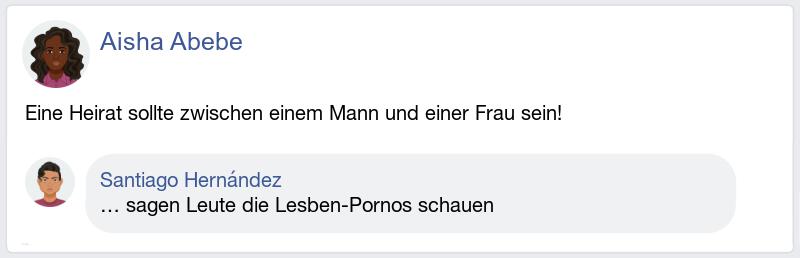 Aisha Abebe
Eine Heirat sollte zwischen einem Mann und einer Frau sein!
Santiago Hernández
… sagen Leute die Lesben-Pornos schauen